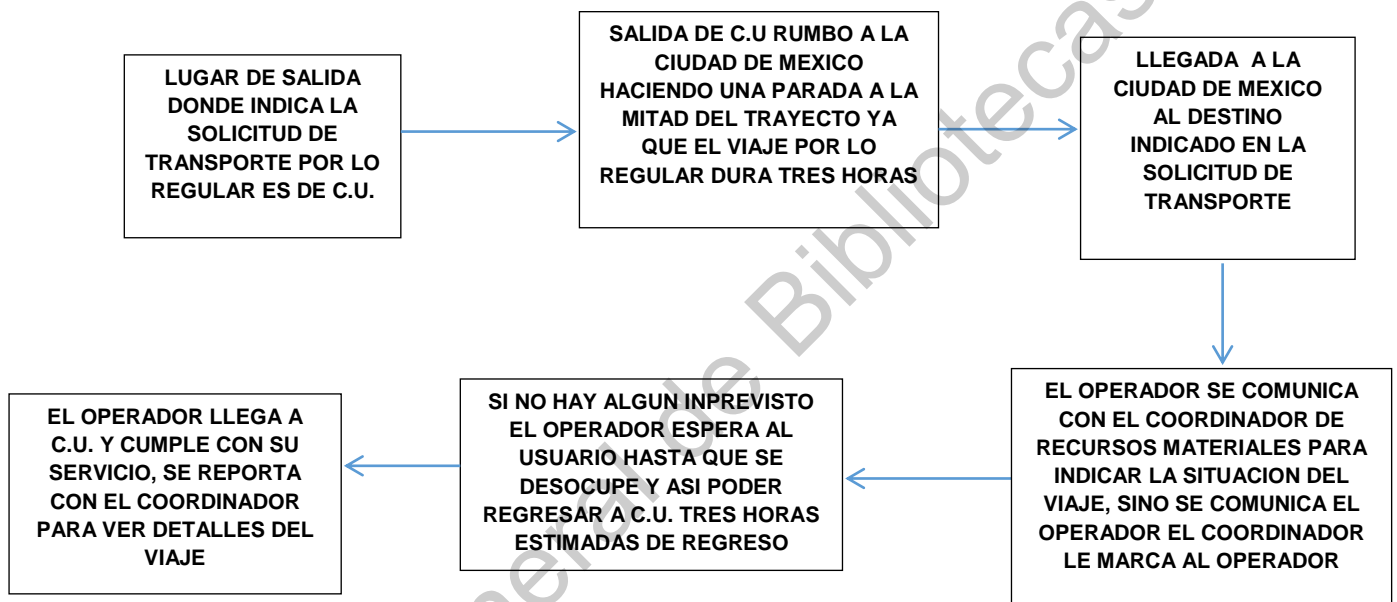 LUGAR DE SALIDA
DONDE INDICA LA
SOLICITUD DE
TRANSPORTE POR LO
REGULAR ES DE C.U.
SALIDA DE C.U RUMBO A LA
CIUDAD DE MEXICO
HACIENDO UNA PARADA A LA
MITAD DEL TRAYECTO YA
QUE EL VIAJE POR LO
REGULAR DURA TRES HORAS
LLEGADA A LA
CIUDAD DE MEXICO
AL DESTINO
INDICADO EN LA
SOLICITUD DE
TRANSPORTE
EL OPERADOR SE COMUNICA
CON EL COORDINADOR DE
RECURSOS MATERIALES PARA
INDICAR LA SITUACION DEL
VIAJE, SINO SE COMUNICA EL
OPERADOR EL COORDINADOR
LE MARCA AL OPERADOR
SI NO HAY ALGUN INPREVISTO
EL OPERADOR ESPERA AL
USUARIO HASTA QUE SE
DESOCUPE Y ASI PODER
REGRESAR A C.U. TRES HORAS
ESTIMADAS DE REGRESO
EL OPERADOR LLEGA A
C.U. Y CUMPLE CON SU
SERVICIO, SE REPORTA
CON EL COORDINADOR
PARA VER DETALLES DEL
VIAJE
eral de Bibliotecas